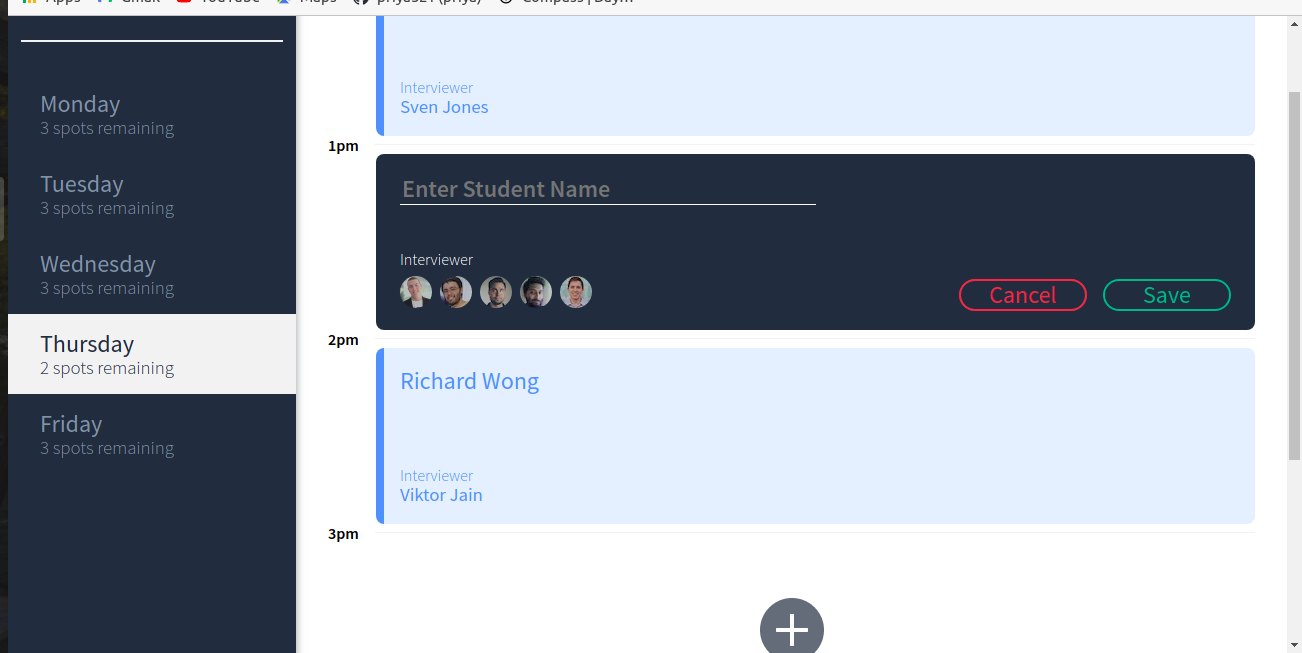 Apps Gmail YouTube Maps priya521 (priya) Compass | Day...
Monday
3 spots remaining
Tuesday
3 spots remaining
Wednesday
3 spots remaining
Thursday
2 spots remaining
Friday
3 spots remaining
Interviewer
Sven Jones
1pm
Enter Student Name
Interviewer
Cancel Save
2pm
Richard Wong
Interviewer
Viktor Jain
3pm